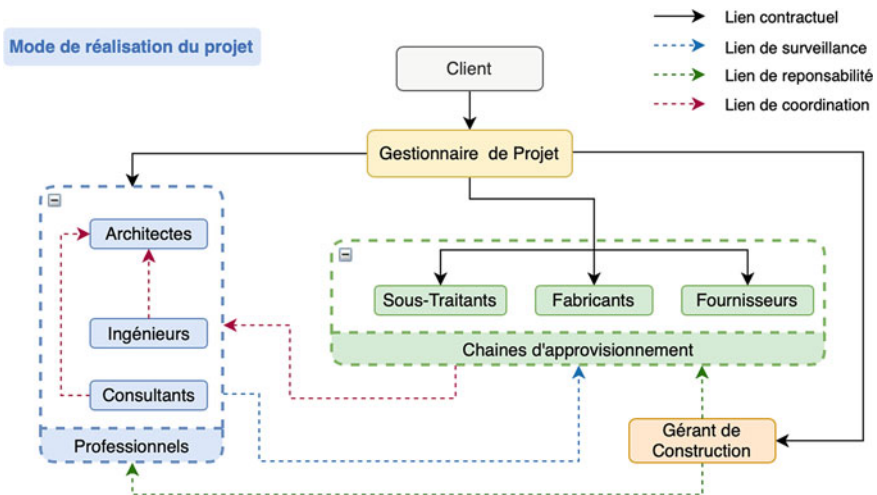 Mode de réalisation du projet
Lien contractuel
Lien de surveillance
Lien de reponsabilité
Lien de coordination
Client
Gestionnaire de Projet
Architectes
Ingénieurs
Consultants
Professionnels
Sous-Traitants
Fabricants
Fournisseurs
Chaines d'approvisionnement
Gérant de
Construction